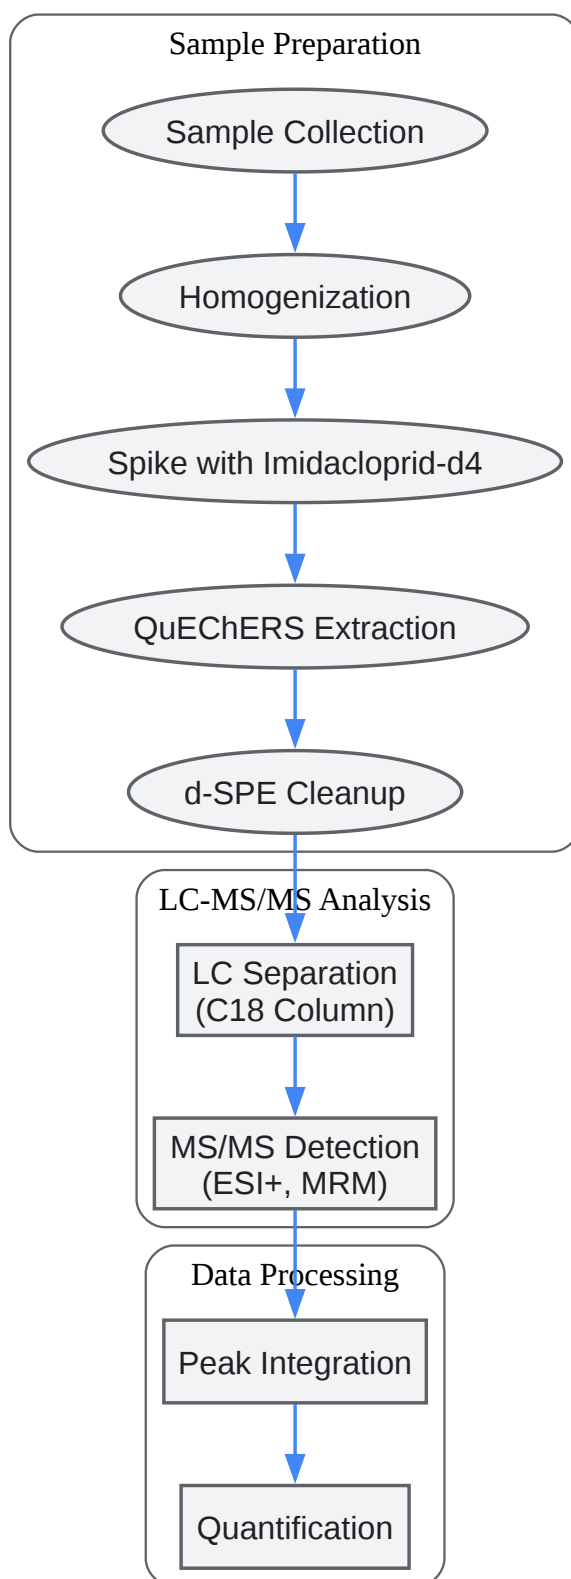 Sample Preparation
Sample Collection
Homogenization
Spike with Imidacloprid-d4
QuEChERS Extraction
d-SPE Cleanup
LC-MS/MS Analysis
LC Separation
(C18 Column)
MS/MS Detection
(ESI+, MRM)
Data Processing
Peak Integration
Quantification